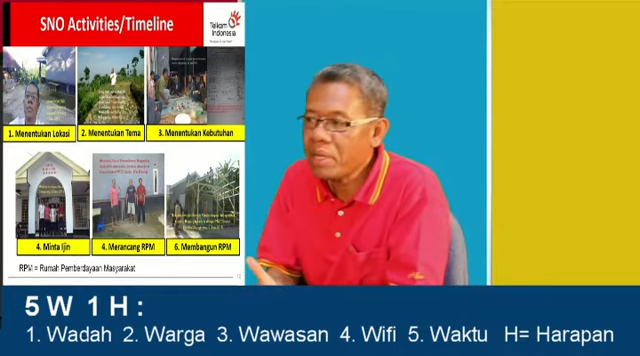 SNO Activities/Timeline
Telkom
Indonesia
1. Menentukan Lokasi
2. Menentukan Tema
3. Menentukan Kebutuhan
4. Minta Ijin
4. Merancang RPM
6. Membangun RPM
RPM = Rumah Pemberdayaan Masyarakat
5 W 1 H :
1. Wadah 2. Warga 3. Wawasan 4. Wifi 5. Waktu H= Harapan